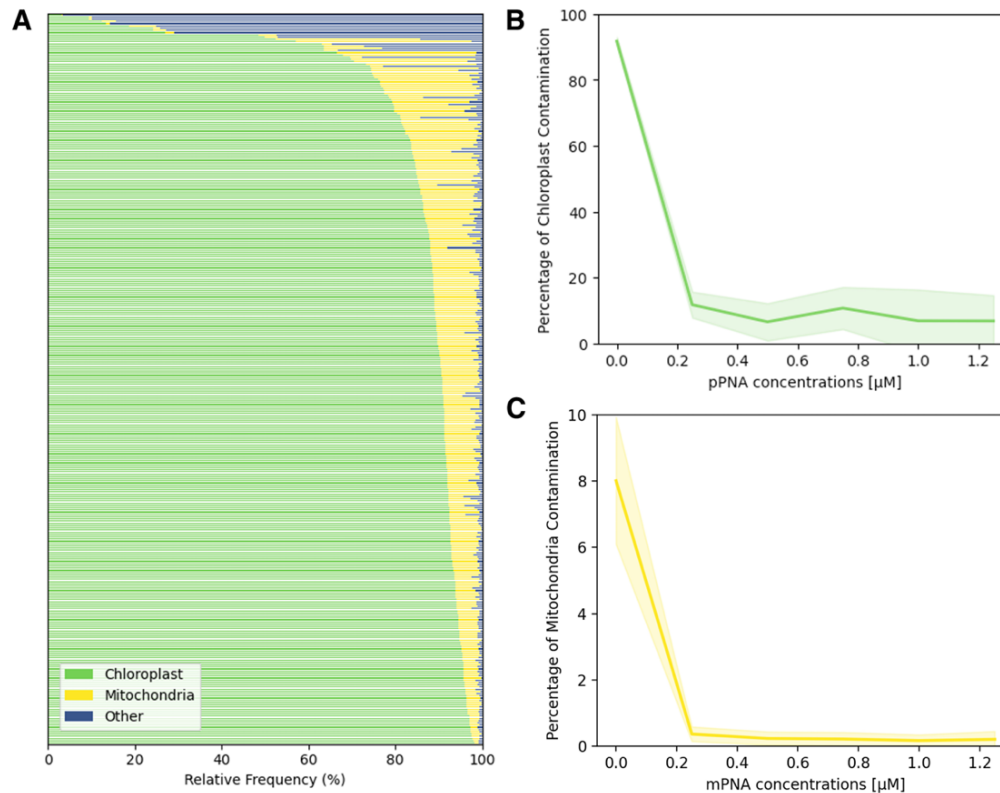 A
Chloroplast
Mitochondria
Other
0 20 40 60 80 100
Relative Frequency (%)
B
Percentage of Chloroplast Contamination
100
80
60
40
20
0
0.0 0.2 0.4 0.6 0.8 1.0 1.2
pPNA concentrations [µM]
C
Percentage of Mitochondria Contamination
10
8
6
4
2
0
0.0 0.2 0.4 0.6 0.8 1.0 1.2
mPNA concentrations [µM]